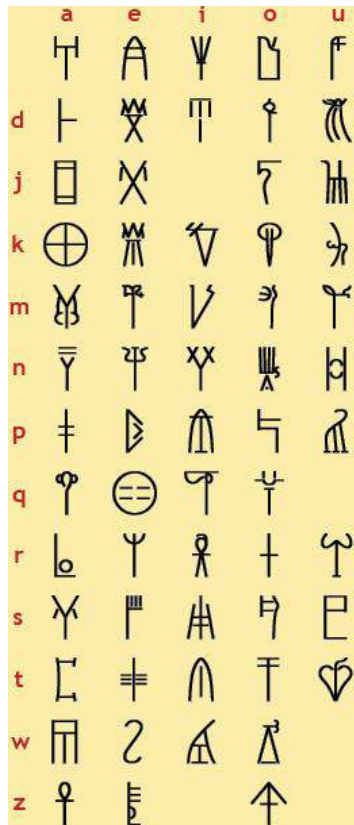 a e i o u
𐀀 𐀁 𐀂 𐀃 𐀄
d 𐀅 𐀆 𐀇 𐀈 𐀉
j 𐀊 𐀋 𐀍 𐀎
k 𐀏 𐀐 𐀑 𐀒 𐀓
m 𐀔 𐀕 𐀖 𐀗 𐀘
n 𐀙 𐀚 𐀛 𐀜 𐀝
p 𐀞 𐀟 𐀠 𐀡 𐀢
q 𐀣 𐀤 𐀥 𐀦
r 𐀨 𐀩 𐀪 𐀫 𐀬
s 𐀭 𐀮 𐀯 𐀰 𐀱
t 𐀲 𐀳 𐀴 𐀵 𐀶
w 𐀷 𐀸 𐀹 𐀺
z 𐀼 𐀽 𐀿